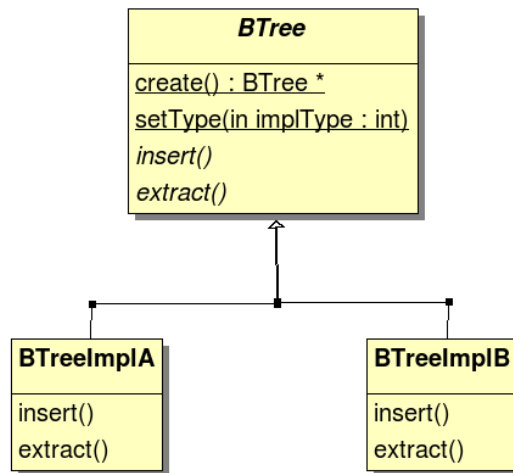 BTree
create() : BTree *
setType(in implType : int)
insert()
extract()
BTreeImplA
insert()
extract()
BTreeImplB
insert()
extract()